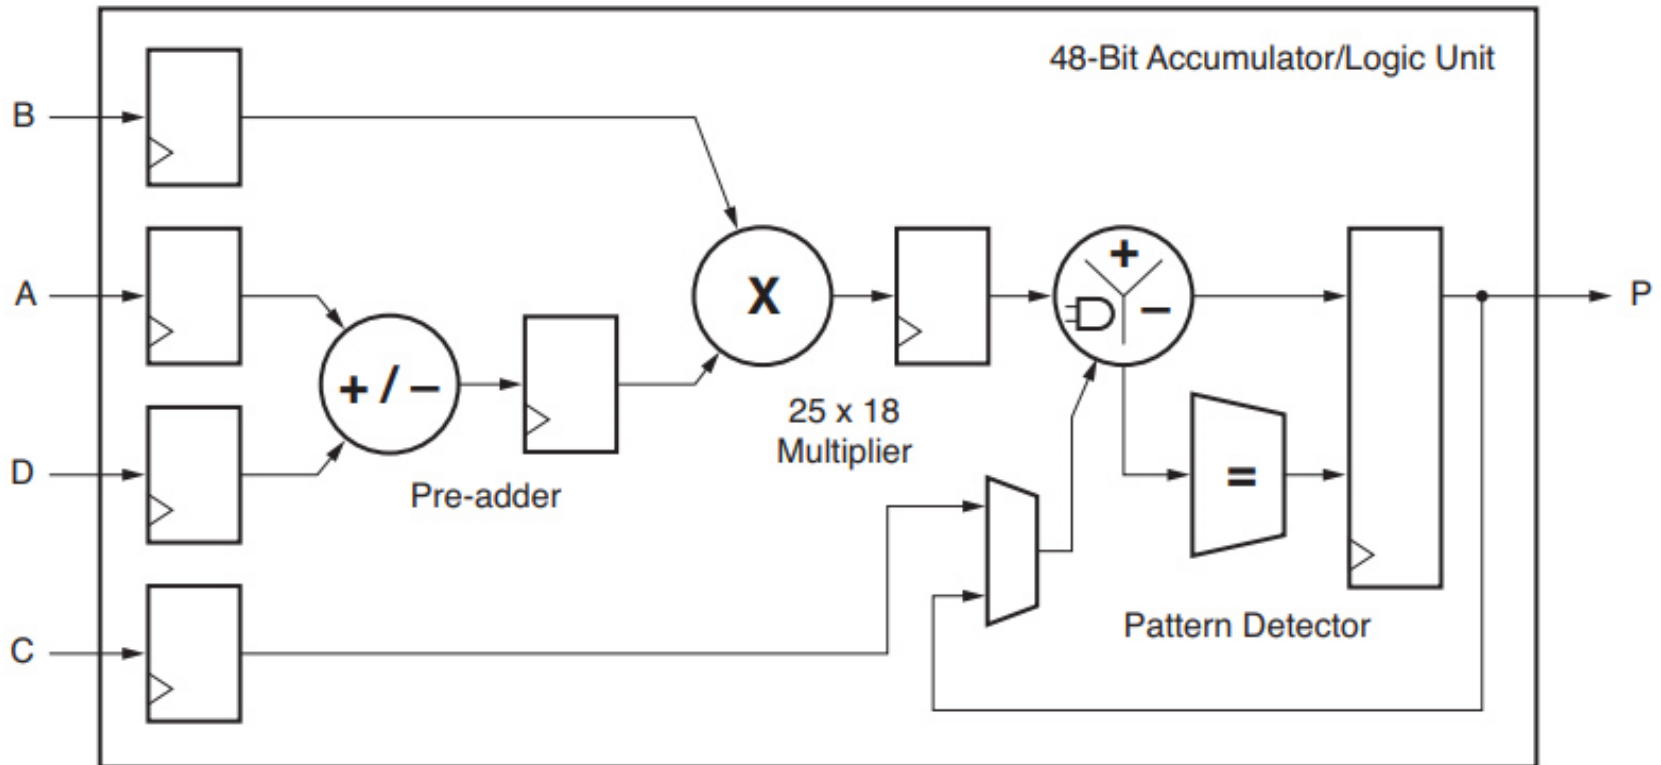 48-Bit Accumulator/Logic Unit
B
A
X
+
−
P
+ / −
25 x 18
Multiplier
D
=
Pre-adder
Pattern Detector
C